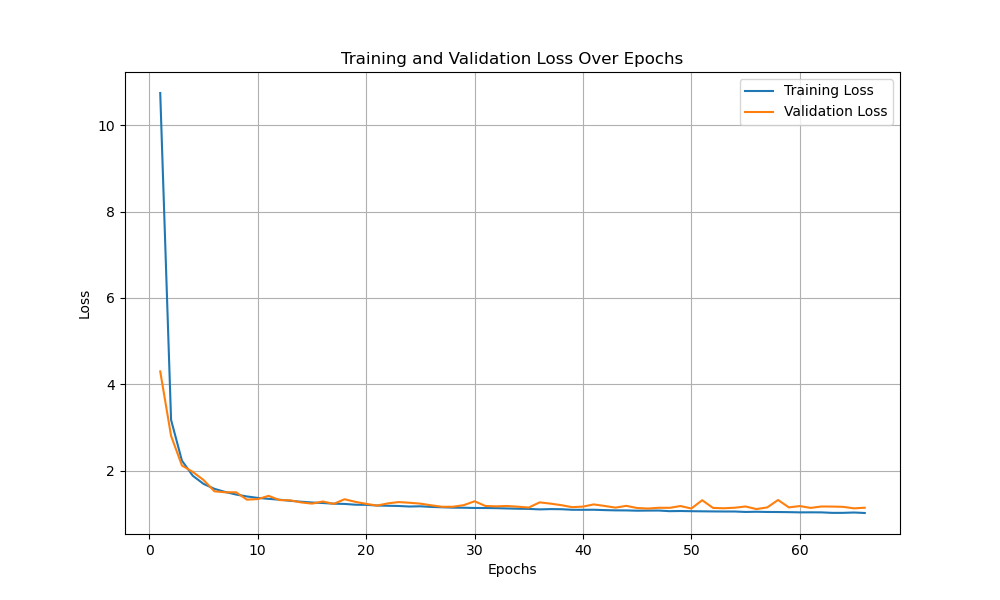 Training and Validation Loss Over Epochs
Training Loss
Validation Loss
Loss
10
8
6
4
2
0 10 20 30 40 50 60
Epochs